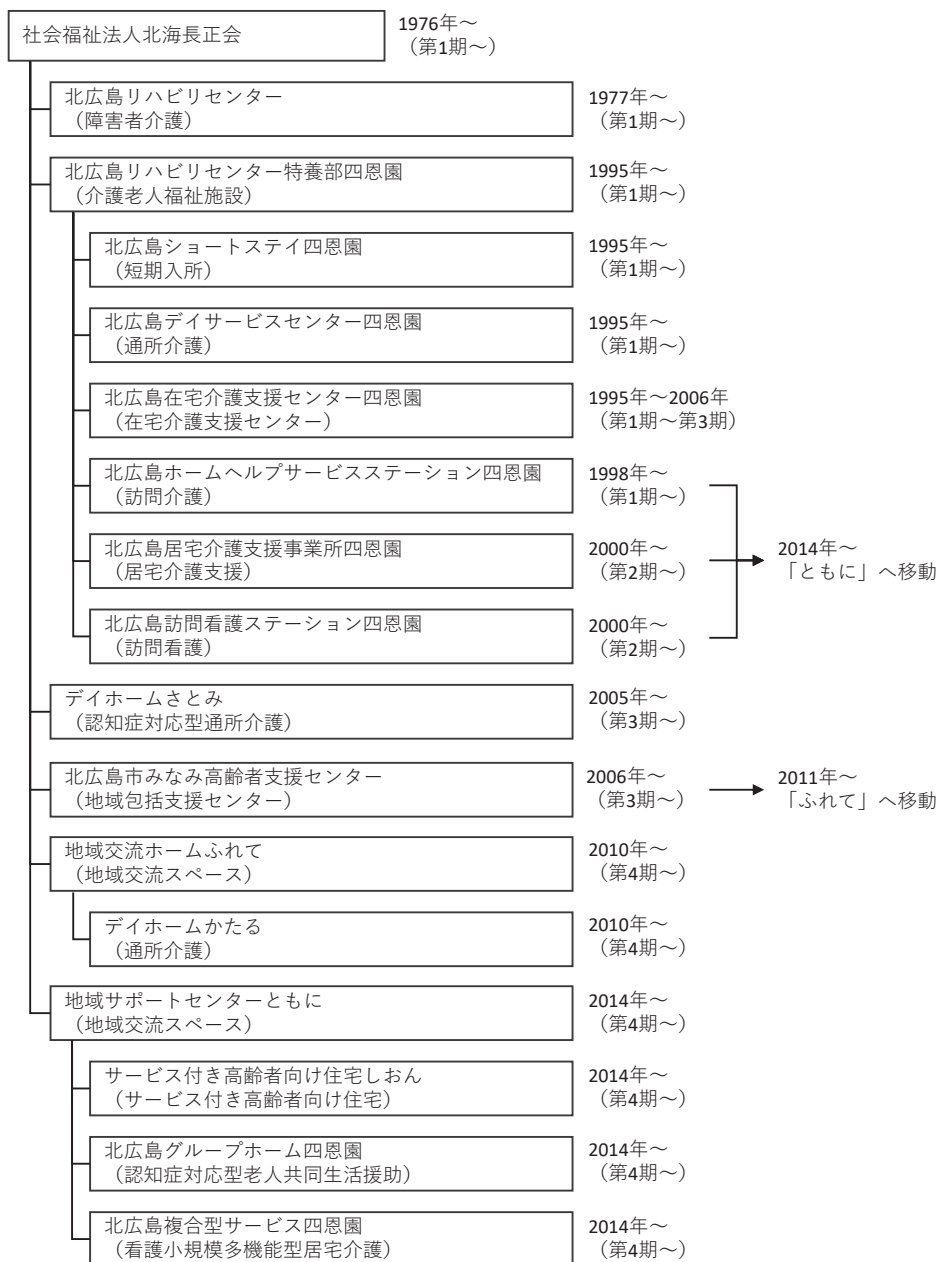 社会福祉法人北海長正会
1976年~
(第1期~)
北広島リハビリセンター
(障害者介護)
1977年~
(第1期~)
北広島リハビリセンター特養部四恩園
(介護老人福祉施設)
1995年~
(第1期~)
北広島ショートステイ四恩園
(短期入所)
1995年~
(第1期~)
北広島デイサービスセンター四恩園
(通所介護)
1995年~
(第1期~)
北広島在宅介護支援センター四恩園
(在宅介護支援センター)
1995年~2006年
(第1期~第3期)
北広島ホームヘルプサービスステーション四恩園
(訪問介護)
1998年~
(第1期~)
北広島居宅介護支援事業所四恩園
(居宅介護支援)
2000年~
(第2期~)
2014年~
「ともに」へ移動
北広島訪問看護ステーション四恩園
(訪問看護)
2000年~
(第2期~)
デイホームさとみ
(認知症対応型通所介護)
2005年~
(第3期~)
北広島市みなみ高齢者支援センター
(地域包括支援センター)
2006年~
(第3期~)
2011年~
「ふれて」へ移動
地域交流ホームふれて
(地域交流スペース)
2010年~
(第4期~)
デイホームかたる
(通所介護)
2010年~
(第4期~)
地域サポートセンターともに
(地域交流スペース)
2014年~
(第4期~)
サービス付き高齢者向け住宅しおん
(サービス付き高齢者向け住宅)
2014年~
(第4期~)
北広島グループホーム四恩園
(認知症対応型老人共同生活援助)
2014年~
(第4期~)
北広島複合型サービス四恩園
(看護小規模多機能型居宅介護)
2014年~
(第4期~)